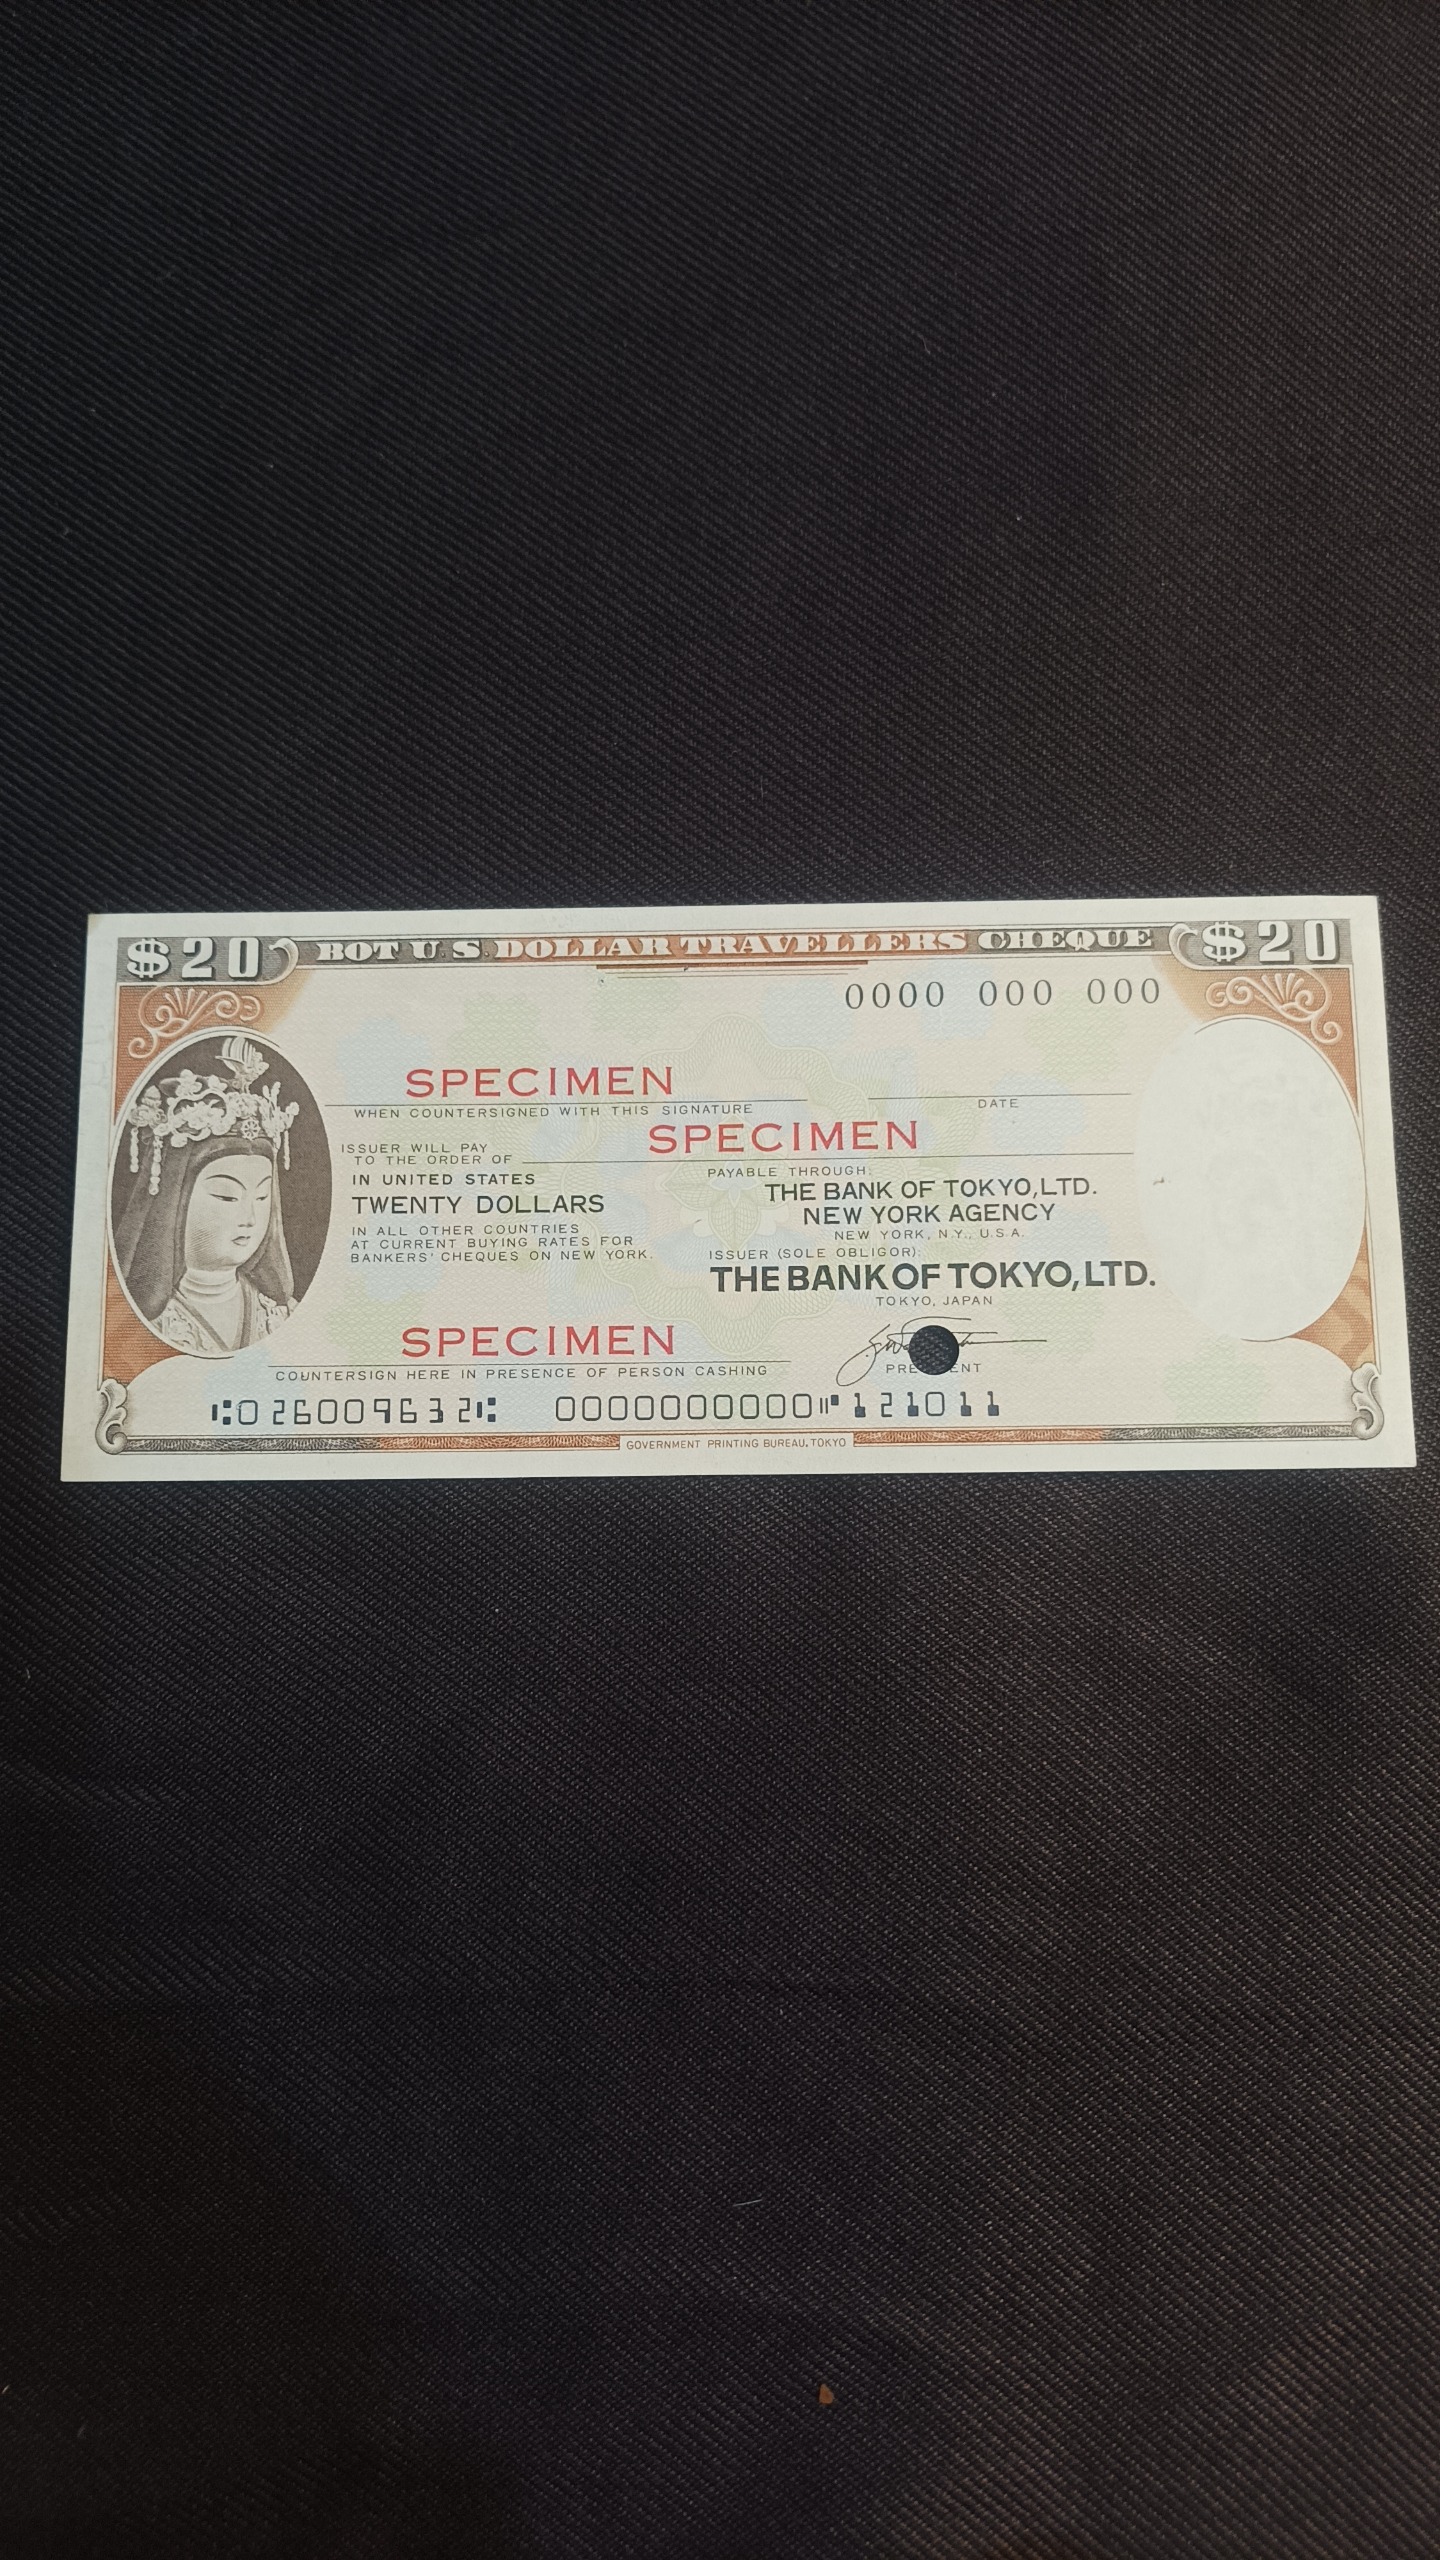 $20 BOT U.S. DOLLAR TRAVELLERS CHEQUE $20
0000 000 000
SPECIMEN
WHEN COUNTERSIGNED WITH THIS SIGNATURE
DATE
SPECIMEN
ISSUER WILL PAY
TO THE ORDER OF
IN UNITED STATES
TWENTY DOLLARS
IN ALL OTHER COUNTRIES
AT CURRENT BUYING RATES FOR
BANKERS' CHEQUES ON NEW YORK.
PAYABLE THROUGH:
THE BANK OF TOKYO, LTD.
NEW YORK AGENCY
NEW YORK, N.Y., U.S.A.
ISSUER (SOLE OBLIGOR):
THE BANK OF TOKYO, LTD.
TOKYO, JAPAN
SPECIMEN
COUNTERSIGN HERE IN PRESENCE OF PERSON CASHING
⑆026009632⑆ 0000000000⑈121011
GOVERNMENT PRINTING BUREAU, TOKYO